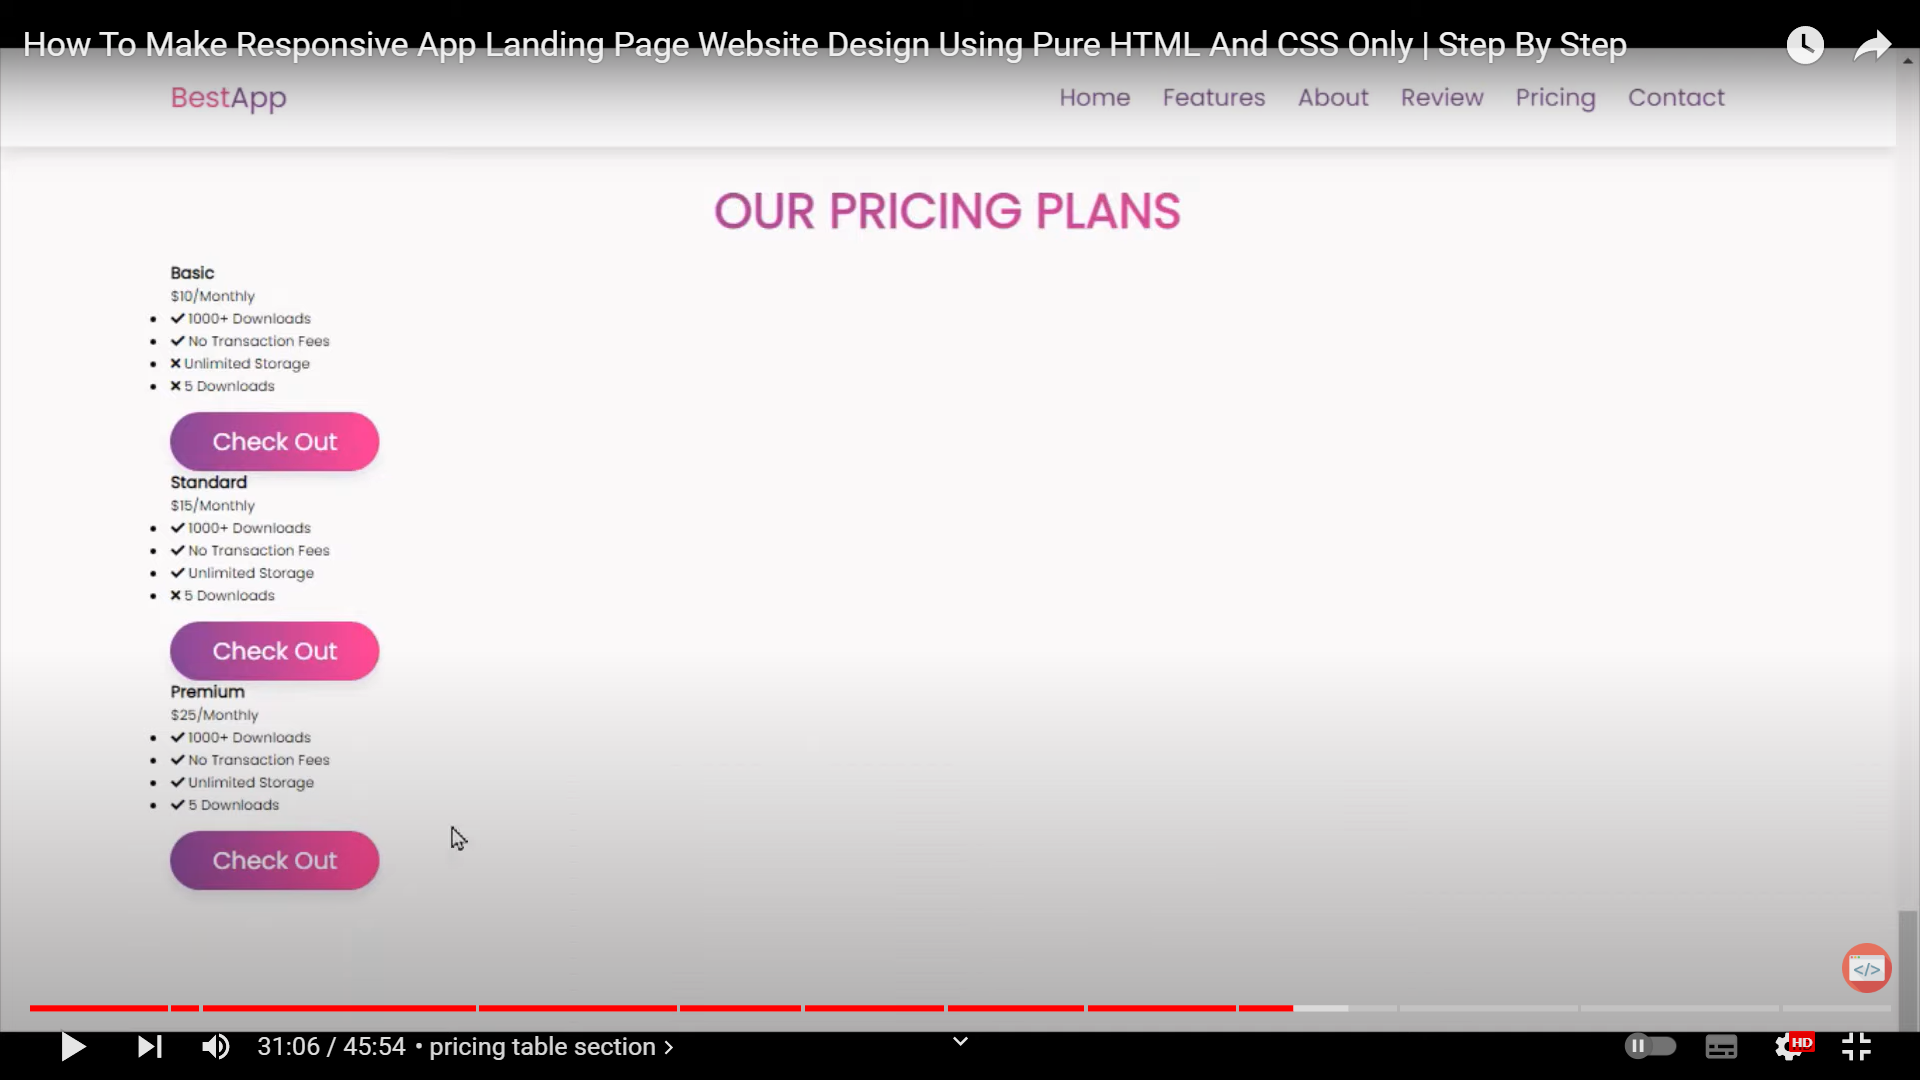 How To Make Responsive App Landing Page Website Design Using Pure HTML And CSS Only | Step By Step
BestApp
Home Features About Review Pricing Contact
OUR PRICING PLANS
Basic
$10/Monthly
• ✔ 1000+ Downloads
• ✔ No Transaction Fees
• ✖ Unlimited Storage
• ✖ 5 Downloads
Check Out
Standard
$15/Monthly
• ✔ 1000+ Downloads
• ✔ No Transaction Fees
• ✔ Unlimited Storage
• ✖ 5 Downloads
Check Out
Premium
$25/Monthly
• ✔ 1000+ Downloads
• ✔ No Transaction Fees
• ✔ Unlimited Storage
• ✔ 5 Downloads
Check Out
</>
31:06 / 45:54 • pricing table section >
HD